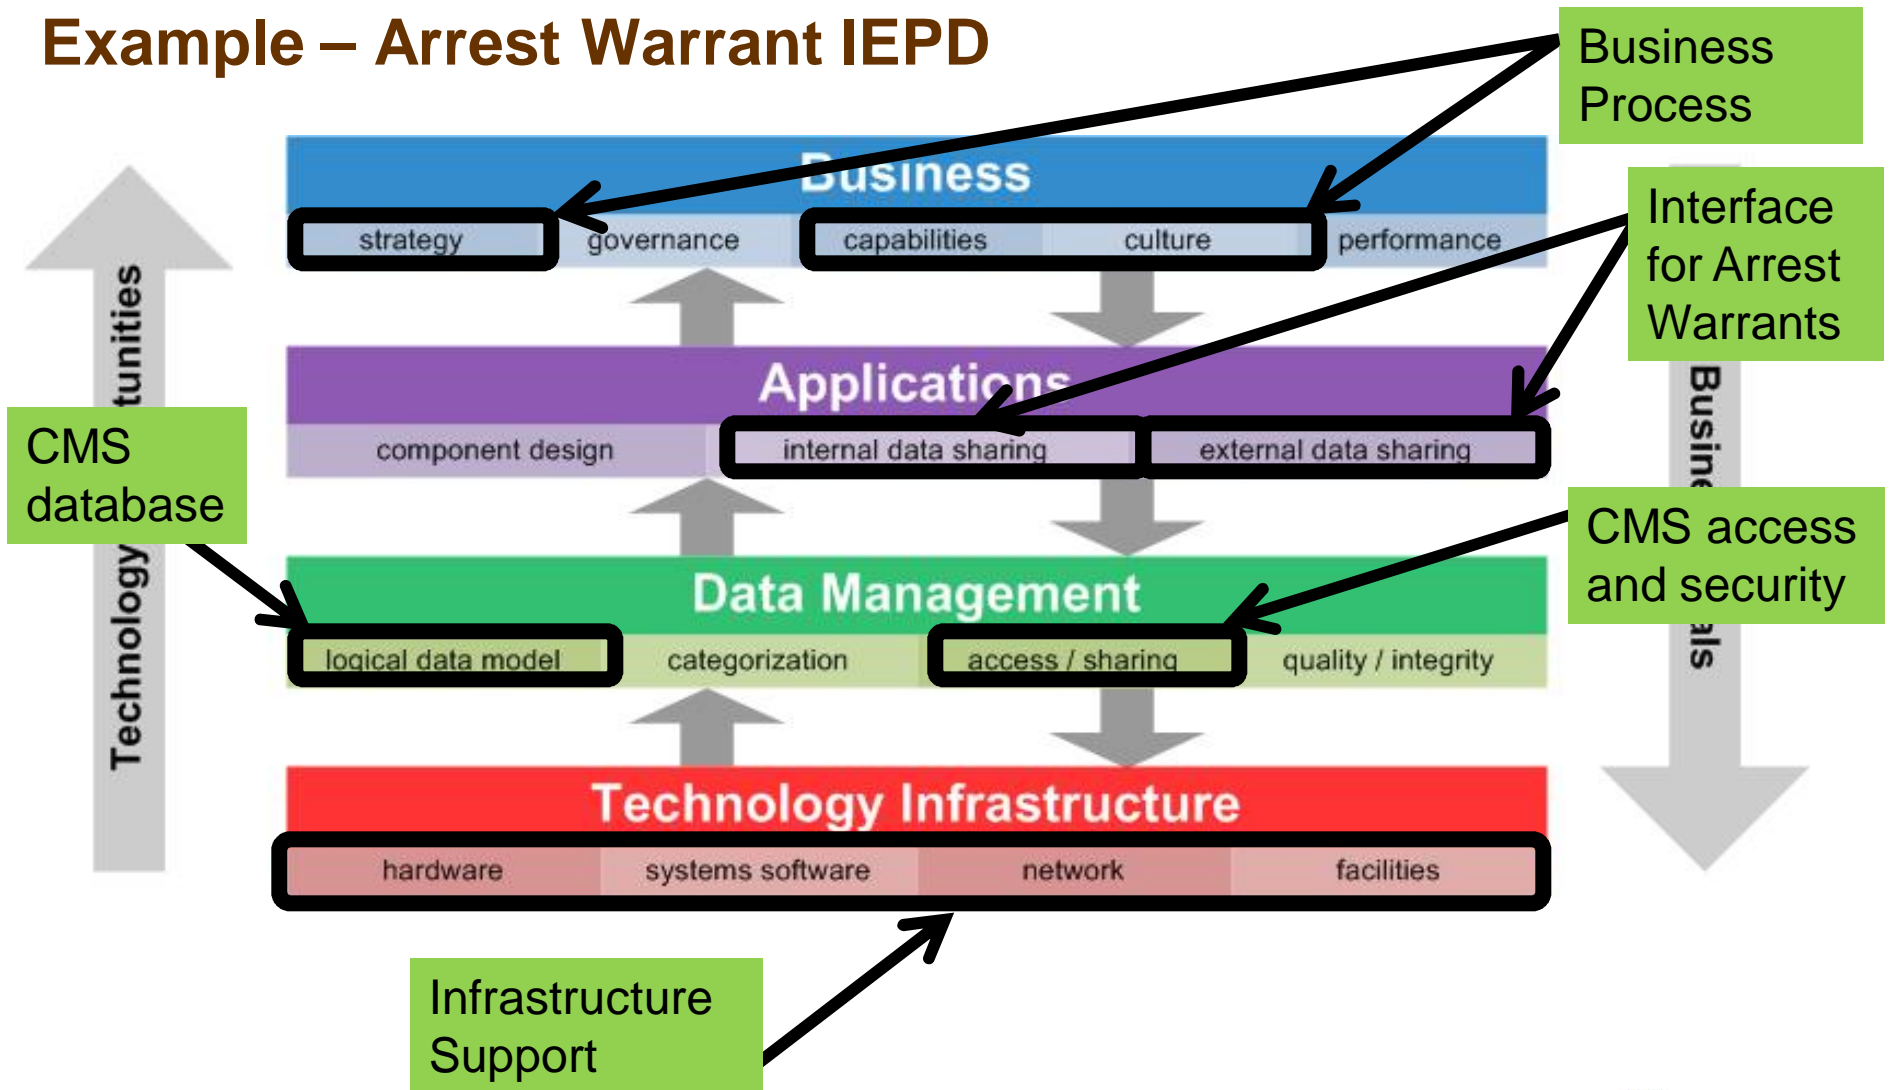 Example – Arrest Warrant IEPD
Business
Process
Business
strategy governance capabilities culture performance
Interface
for Arrest
Warrants
Applications
component design internal data sharing external data sharing
CMS
database
CMS access
and security
Data Management
logical data model categorization access / sharing quality / integrity
Technology Infrastructure
hardware systems software network facilities
Infrastructure
Support
Technology